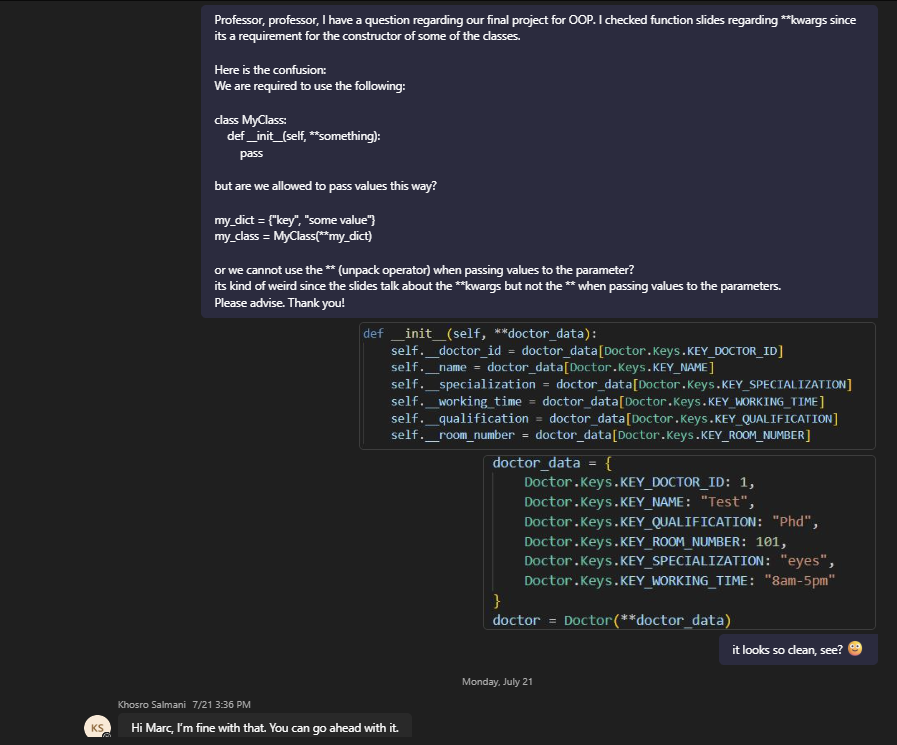 Professor, professor, I have a question regarding our final project for OOP. I checked function slides regarding **kwargs since
its a requirement for the constructor of some of the classes.
Here is the confusion:
We are required to use the following:
class MyClass:
    def __init__(self, **something):
        pass
but are we allowed to pass values this way?
my_dict = {"key", "some value"}
my_class = MyClass(**my_dict)
or we cannot use the ** (unpack operator) when passing values to the parameter?
its kind of weird since the slides talk about the **kwargs but not the ** when passing values to the parameters.
Please advise. Thank you!
def __init__(self, **doctor_data):
    self.__doctor_id = doctor_data[Doctor.Keys.KEY_DOCTOR_ID]
    self.__name = doctor_data[Doctor.Keys.KEY_NAME]
    self.__specialization = doctor_data[Doctor.Keys.KEY_SPECIALIZATION]
    self.__working_time = doctor_data[Doctor.Keys.KEY_WORKING_TIME]
    self.__qualification = doctor_data[Doctor.Keys.KEY_QUALIFICATION]
    self.__room_number = doctor_data[Doctor.Keys.KEY_ROOM_NUMBER]
doctor_data = {
    Doctor.Keys.KEY_DOCTOR_ID: 1,
    Doctor.Keys.KEY_NAME: "Test",
    Doctor.Keys.KEY_QUALIFICATION: "Phd",
    Doctor.Keys.KEY_ROOM_NUMBER: 101,
    Doctor.Keys.KEY_SPECIALIZATION: "eyes",
    Doctor.Keys.KEY_WORKING_TIME: "8am-5pm"
}
doctor = Doctor(**doctor_data)
it looks so clean, see?
Monday, July 21
Khosro Salmani 7/21 3:36 PM
KS
Hi Marc, I'm fine with that. You can go ahead with it.